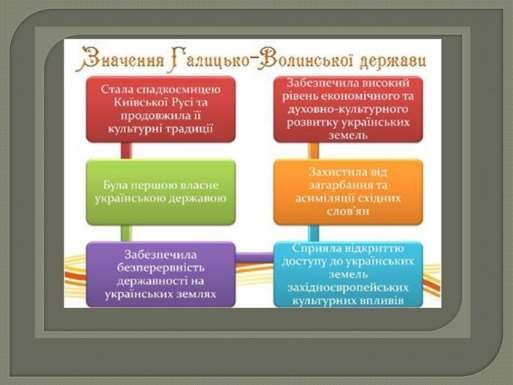 Значення Галицько-Волинської держави
Стала спадкоємицею
Київської Русі та
продовжила її
культурні традиції
Була першою власне
українською державою
Забезпечила
безперервність
державності на
українських землях
Забезпечила високий
рівень економічного та
духовно-культурного
розвитку українських
земель
Захистила від
загарбання та
асиміляції східних
слов'ян
Сприяла відкриттю
доступу до українських
земель
західноєвропейських
культурних впливів